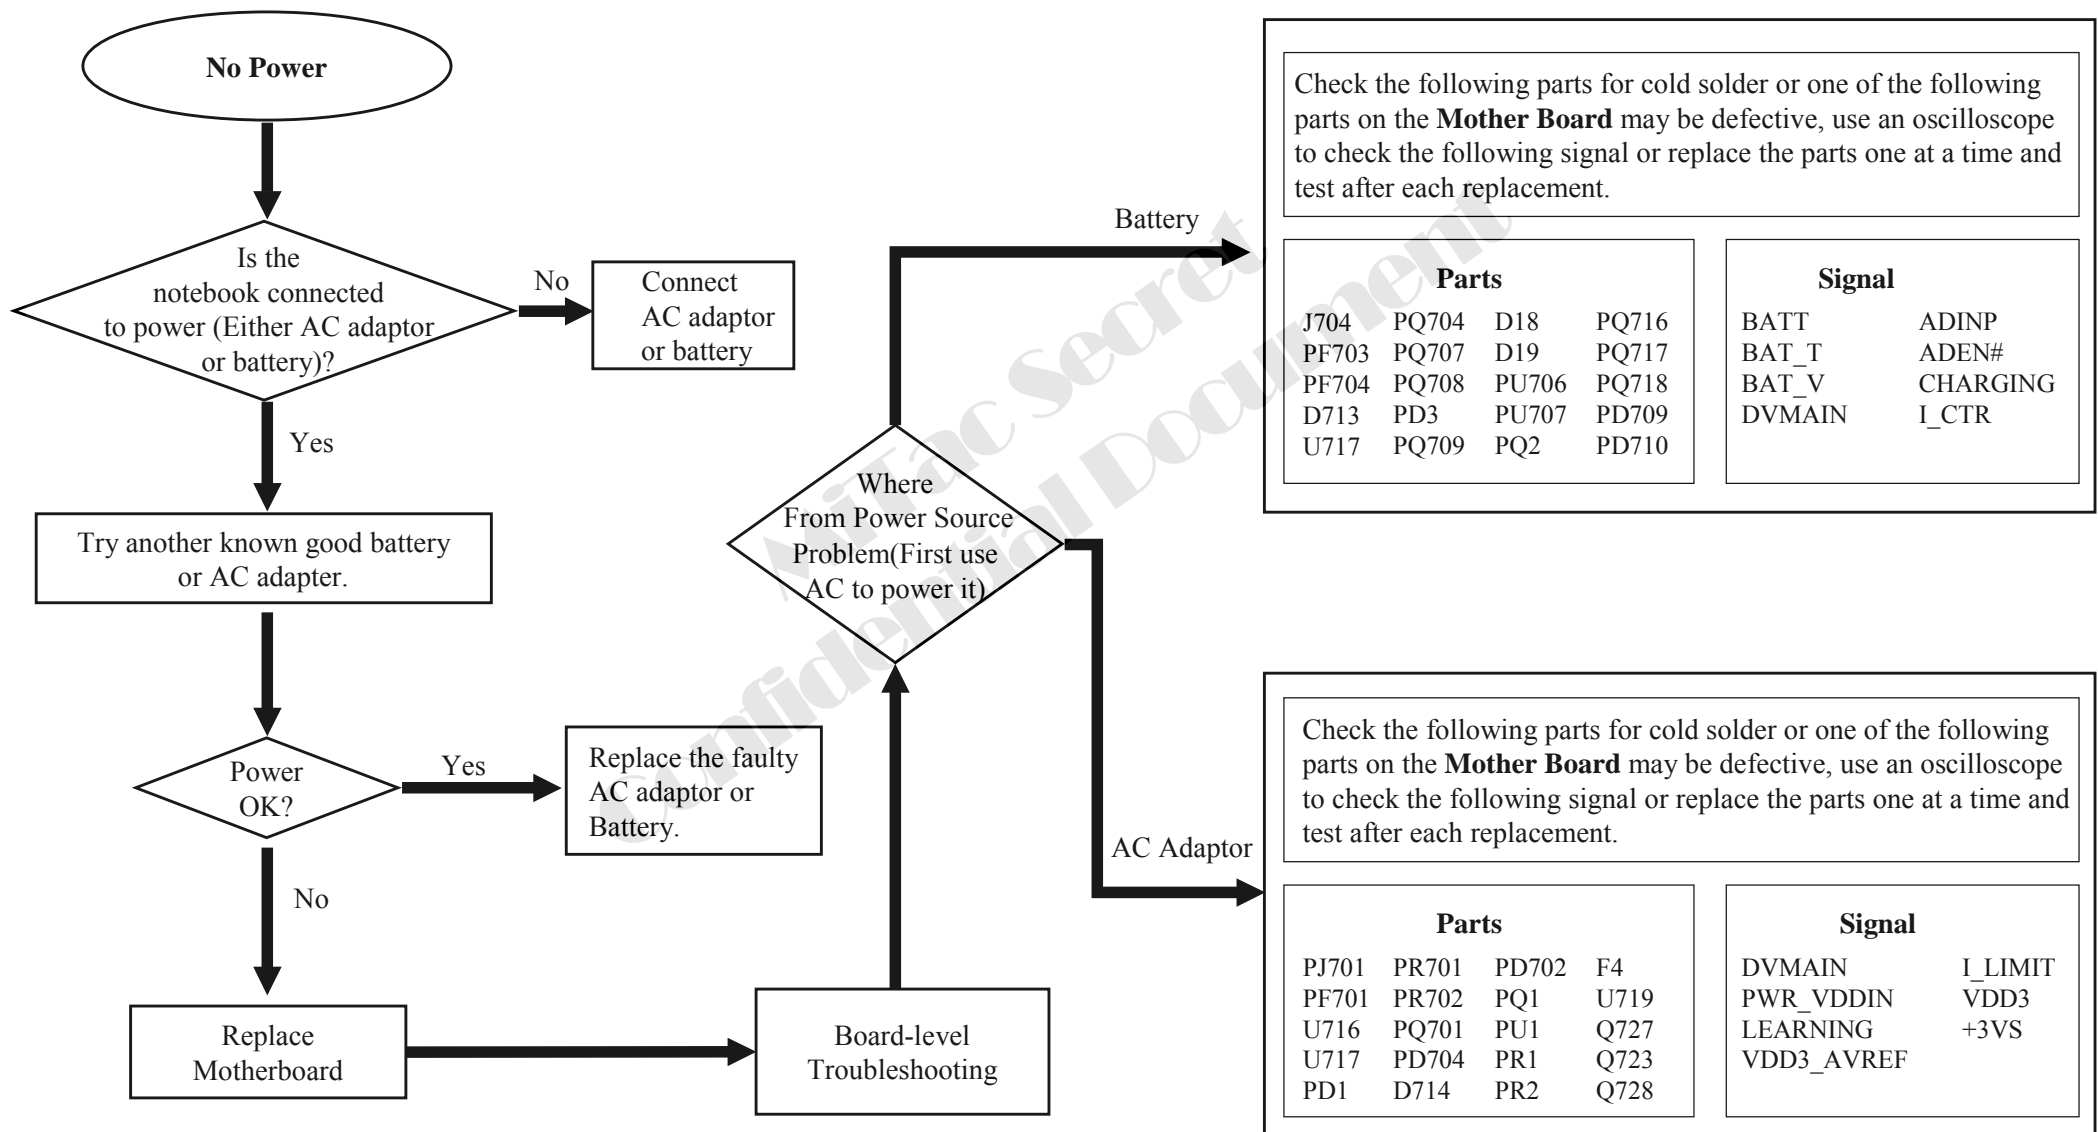 No Power
Is the
notebook connected
to power (Either AC adaptor
or battery)?
No
Connect
AC adaptor
or battery
Yes
Try another known good battery
or AC adapter.
Power
OK?
Yes
Replace the faulty
AC adaptor or
Battery.
No
Replace
Motherboard
Board-level
Troubleshooting
Where
From Power Source
Problem(First use
AC to power it)
Battery
AC Adaptor
Check the following parts for cold solder or one of the following
parts on the Mother Board may be defective, use an oscilloscope
to check the following signal or replace the parts one at a time and
test after each replacement.
Parts
J704 PQ704 D18 PQ716
PF703 PQ707 D19 PQ717
PF704 PQ708 PU706 PQ718
D713 PD3 PU707 PD709
U717 PQ709 PQ2 PD710
Signal
BATT ADINP
BAT_T ADEN#
BAT_V CHARGING
DVMAIN I_CTR
Check the following parts for cold solder or one of the following
parts on the Mother Board may be defective, use an oscilloscope
to check the following signal or replace the parts one at a time and
test after each replacement.
Parts
PJ701 PR701 PD702 F4
PF701 PR702 PQ1 U719
U716 PQ701 PU1 Q727
U717 PD704 PR1 Q723
PD1 D714 PR2 Q728
Signal
DVMAIN I_LIMIT
PWR_VDDIN VDD3
LEARNING +3VS
VDD3_AVREF
MiTac Secret
Confidential Document